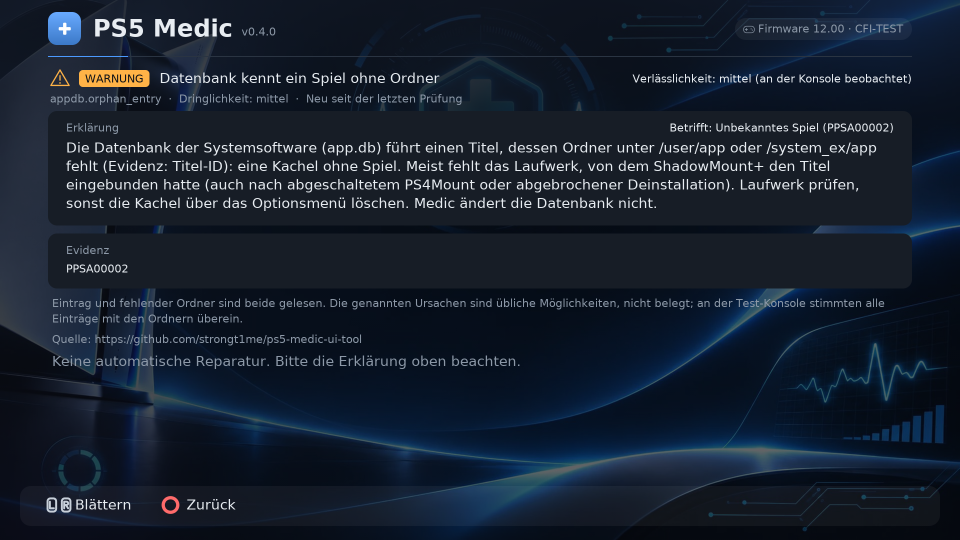 PS5 Medic v0.4.0
Firmware 12.00 · CFI-TEST
WARNUNG Datenbank kennt ein Spiel ohne Ordner
Verlässlichkeit: mittel (an der Konsole beobachtet)
appdb.orphan_entry · Dringlichkeit: mittel · Neu seit der letzten Prüfung
Erklärung
Betrifft: Unbekanntes Spiel (PPSA00002)
Die Datenbank der Systemsoftware (app.db) führt einen Titel, dessen Ordner unter /user/app oder /system_ex/app
fehlt (Evidenz: Titel-ID): eine Kachel ohne Spiel. Meist fehlt das Laufwerk, von dem ShadowMount+ den Titel
eingebunden hatte (auch nach abgeschaltetem PS4Mount oder abgebrochener Deinstallation). Laufwerk prüfen,
sonst die Kachel über das Optionsmenü löschen. Medic ändert die Datenbank nicht.
Evidenz
PPSA00002
Eintrag und fehlender Ordner sind beide gelesen. Die genannten Ursachen sind übliche Möglichkeiten, nicht belegt; an der Test-Konsole stimmten alle
Einträge mit den Ordnern überein.
Quelle: https://github.com/strongt1me/ps5-medic-ui-tool
Keine automatische Reparatur. Bitte die Erklärung oben beachten.
L R Blättern
Zurück